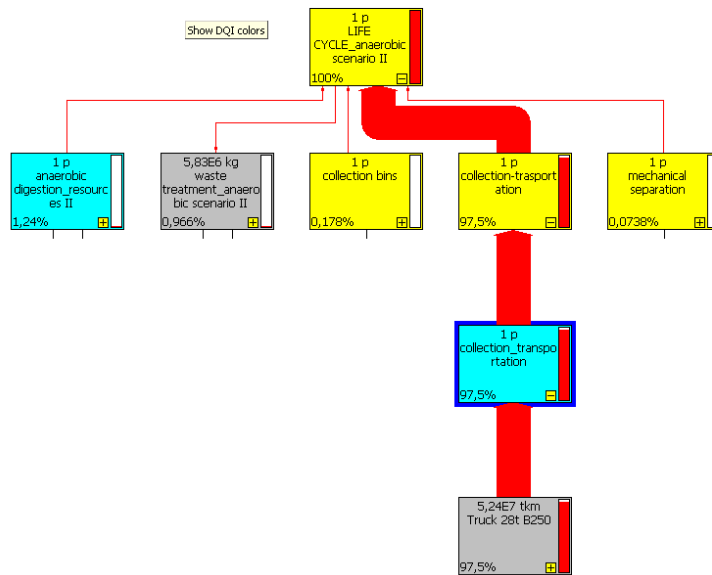 Show DQI colors
1 p
LIFE
CYCLE_anaerobic
scenario II
100%
1 p
anaerobic
digestion_resourc
es II
1,24%
5,83E6 kg
waste
treatment_anaero
bic scenario II
0,966%
1 p
collection bins
0,178%
1 p
collection-trasport
ation
97,5%
1 p
mechanical
separation
0,0738%
1 p
collection_transpo
rtation
97,5%
5,24E7 tkm
Truck 28t B250
97,5%